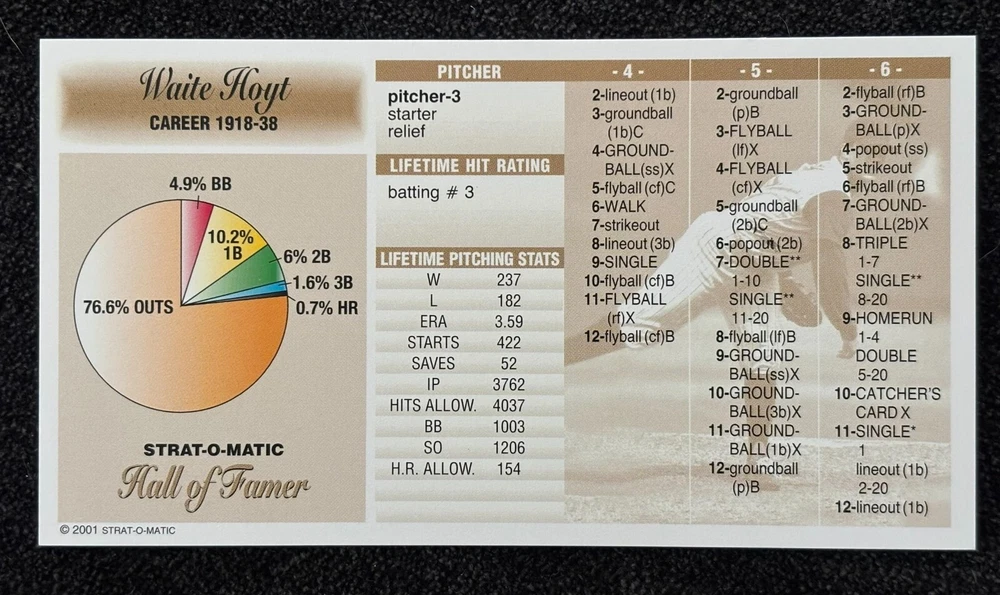 Waite Hoyt
CAREER 1918-38
4.9% BB
10.2%
1B
6% 2B
1.6% 3B
0.7% HR
76.6% OUTS
STRAT-O-MATIC
Hall of Famer
© 2001 STRAT-O-MATIC
PITCHER
pitcher-3
starter
relief
LIFETIME HIT RATING
batting # 3
LIFETIME PITCHING STATS
W 237
L 182
ERA 3.59
STARTS 422
SAVES 52
IP 3762
HITS ALLOW. 4037
BB 1003
SO 1206
H.R. ALLOW. 154
- 4 -
2-lineout (1b)
3-groundball
(1b)C
4-GROUND-
BALL(ss)X
5-flyball (cf)C
6-WALK
7-strikeout
8-lineout (3b)
9-SINGLE
10-flyball (cf)B
11-FLYBALL
(rf)X
12-flyball (cf)B
- 5 -
2-groundball
(p)B
3-FLYBALL
(lf)X
4-FLYBALL
(cf)X
5-groundball
(2b)C
6-popout (2b)
7-DOUBLE**
1-10
SINGLE**
11-20
8-flyball (lf)B
9-GROUND-
BALL(ss)X
10-GROUND-
BALL(3b)X
11-GROUND-
BALL(1b)X
12-groundball
(p)B
- 6 -
2-flyball (rf)B
3-GROUND-
BALL(p)X
4-popout (ss)
5-strikeout
6-flyball (rf)B
7-GROUND-
BALL(2b)X
8-TRIPLE
1-7
SINGLE**
8-20
9-HOMERUN
1-4
DOUBLE
5-20
10-CATCHER'S
CARD X
11-SINGLE*
1
lineout (1b)
2-20
12-lineout (1b)